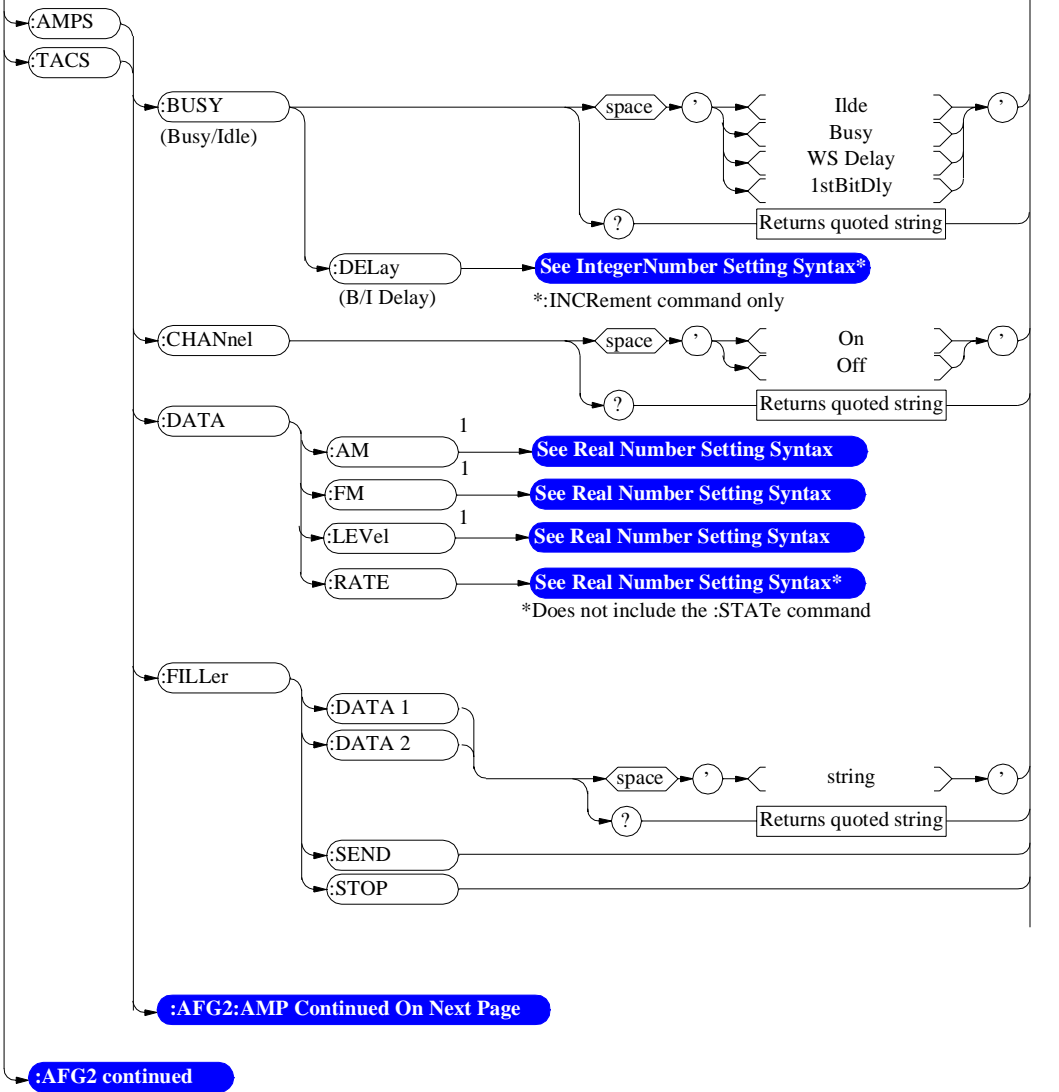 :AMPS
:TACS
:BUSY
(Busy/Idle)
space
’
Ilde
Busy
WS Delay
1stBitDly
’
?
Returns quoted string
:DELay
(B/I Delay)
See IntegerNumber Setting Syntax*
*:INCRement command only
:CHANnel
space
’
On
Off
’
?
Returns quoted string
:DATA
:AM
1
See Real Number Setting Syntax
:FM
1
See Real Number Setting Syntax
:LEVel
1
See Real Number Setting Syntax
:RATE
See Real Number Setting Syntax*
*Does not include the :STATe command
:FILLer
:DATA 1
:DATA 2
space
’
string
’
?
Returns quoted string
:SEND
:STOP
:AFG2:AMP Continued On Next Page
:AFG2 continued